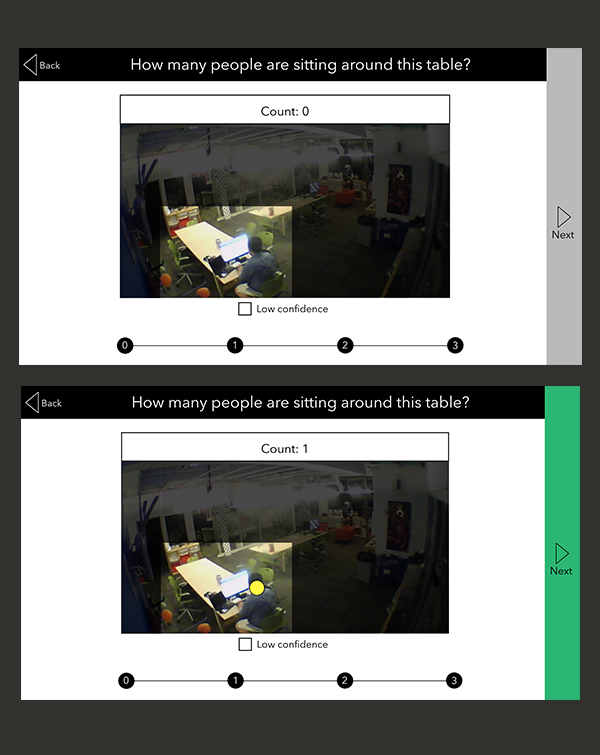 Back
How many people are sitting around this table?
Count: 0
Next
Low confidence
0 1 2 3
Back
How many people are sitting around this table?
Count: 1
Next
Low confidence
0 1 2 3